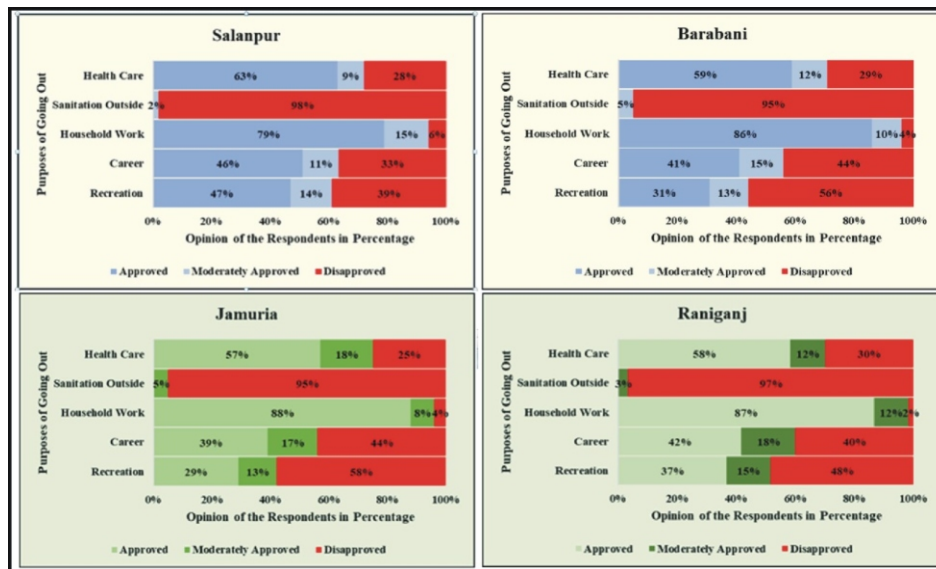 Salanpur
Purposes of Going Out
Health Care 63% 9% 28%
Sanitation Outside 2% 98%
Household Work 79% 15% 6%
Career 46% 11% 33%
Recreation 47% 14% 39%
0% 20% 40% 60% 80% 100%
Opinion of the Respondents in Percentage
Approved Moderately Approved Disapproved
Barabani
Purposes of Going Out
Health Care 59% 12% 29%
Sanitation Outside 5% 95%
Household Work 86% 10% 4%
Career 41% 15% 44%
Recreation 31% 13% 56%
0% 20% 40% 60% 80% 100%
Opinion of the Respondents in Percentage
Approved Moderately Approved Disapproved
Jamuria
Purposes of Going Out
Health Care 57% 18% 25%
Sanitation Outside 5% 95%
Household Work 88% 8% 4%
Career 39% 17% 44%
Recreation 29% 13% 58%
0% 20% 40% 60% 80% 100%
Opinion of the Respondents in Percentage
Approved Moderately Approved Disapproved
Raniganj
Purposes of Going Out
Health Care 58% 12% 30%
Sanitation Outside 3% 97%
Household Work 87% 12% 2%
Career 42% 18% 40%
Recreation 37% 15% 48%
0% 20% 40% 60% 80% 100%
Opinion of the Respondents in Percentage
Approved Moderately Approved Disapproved